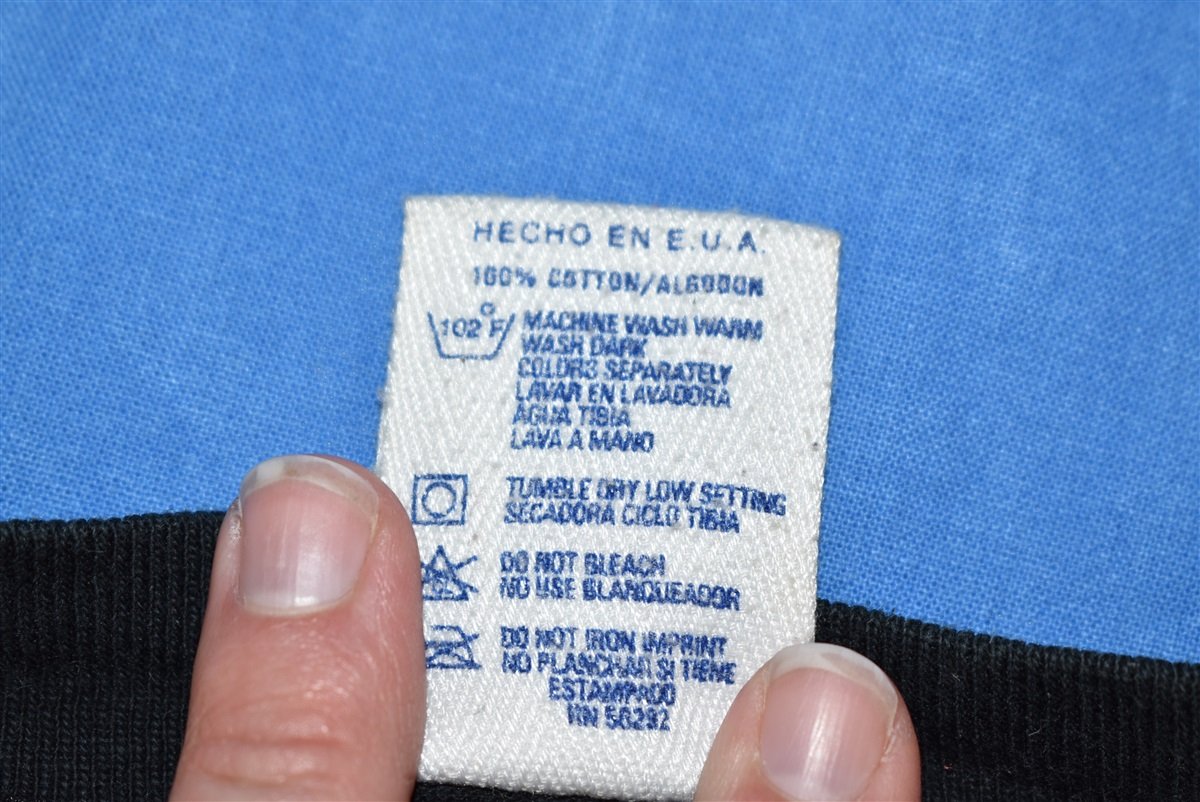 HECHO EN E.U.A.
100% COTTON/ALGODON
102°F
MACHINE WASH WARM
WASH DARK
COLORS SEPARATELY
LAVAR EN LAVADORA
AGUA TIBIA
LAVA A MANO
TUMBLE DRY LOW SETTING
SECADORA CICLO TIBIA
DO NOT BLEACH
NO USE BLANQUEADOR
DO NOT IRON IMPRINT
NO PLANCHAR SI TIENE
ESTAMPADO
RN 56282